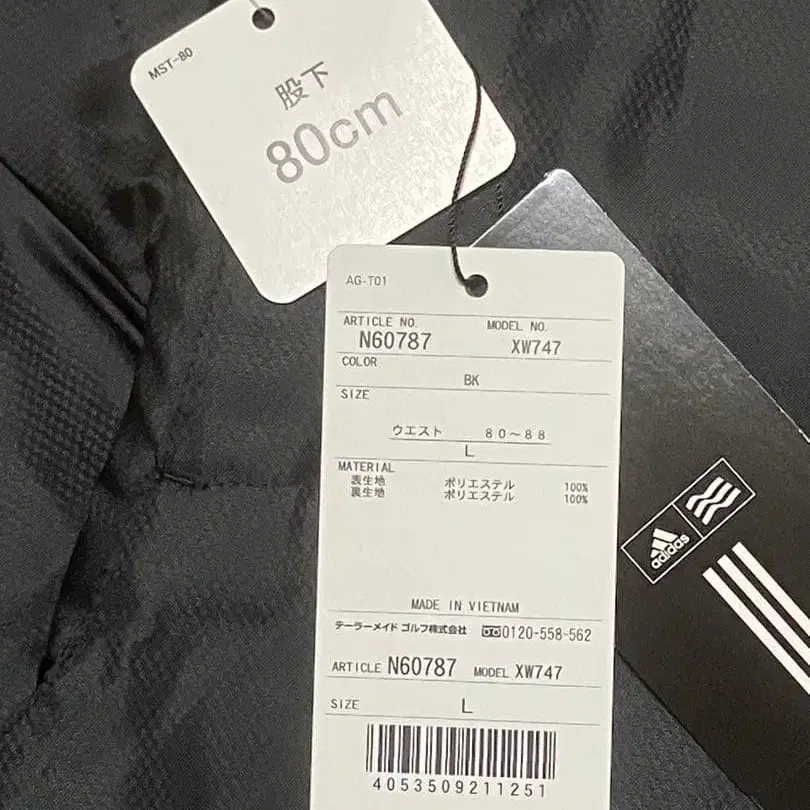 MST-80
股下
80cm
AG-T01
ARTICLE NO. MODEL NO.
N60787 XW747
COLOR
BK
SIZE
ウエスト 80~88
L
MATERIAL
表生地 ポリエステル 100%
裏生地 ポリエステル 100%
MADE IN VIETNAM
テーラーメイド ゴルフ株式会社 0120-558-562
ARTICLE N60787 MODEL XW747
SIZE L
4053509211251
adidas